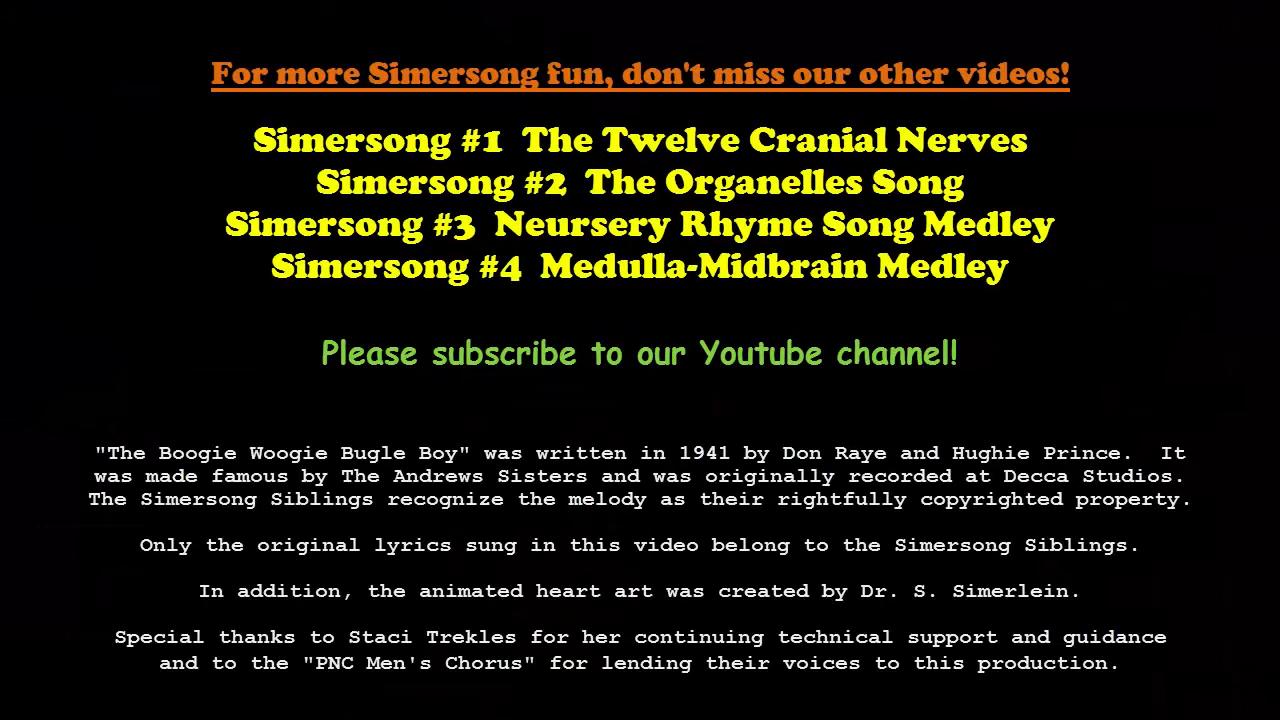 For more Simersong fun, don't miss our other videos!
Simersong #1 The Twelve Cranial Nerves
Simersong #2 The Organelles Song
Simersong #3 Neursery Rhyme Song Medley
Simersong #4 Medulla-Midbrain Medley
Please subscribe to our Youtube channel!
"The Boogie Woogie Bugle Boy" was written in 1941 by Don Raye and Hughie Prince. It
was made famous by The Andrews Sisters and was originally recorded at Decca Studios.
The Simersong Siblings recognize the melody as their rightfully copyrighted property.
Only the original lyrics sung in this video belong to the Simersong Siblings.
In addition, the animated heart art was created by Dr. S. Simerlein.
Special thanks to Staci Trekles for her continuing technical support and guidance
and to the "PNC Men's Chorus" for lending their voices to this production.